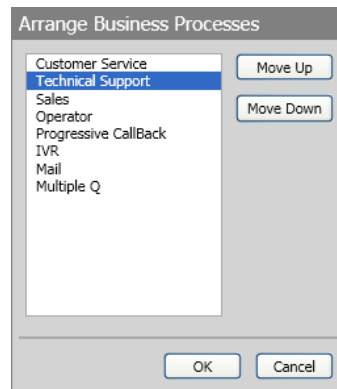 Arrange Business Processes
Customer Service
Technical Support
Sales
Operator
Progressive CallBack
IVR
Mail
Multiple Q
Move Up
Move Down
OK
Cancel